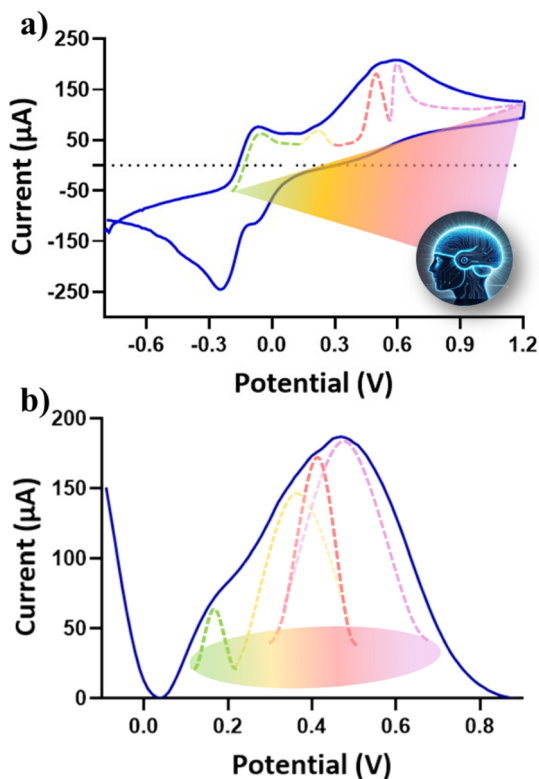 a)
250
150
50
-50
-150
-250
Current (µA)
-0.6 -0.3 0.0 0.3 0.6 0.9 1.2
Potential (V)
b)
200
150
100
50
0
Current (µA)
0.0 0.2 0.4 0.6 0.8
Potential (V)